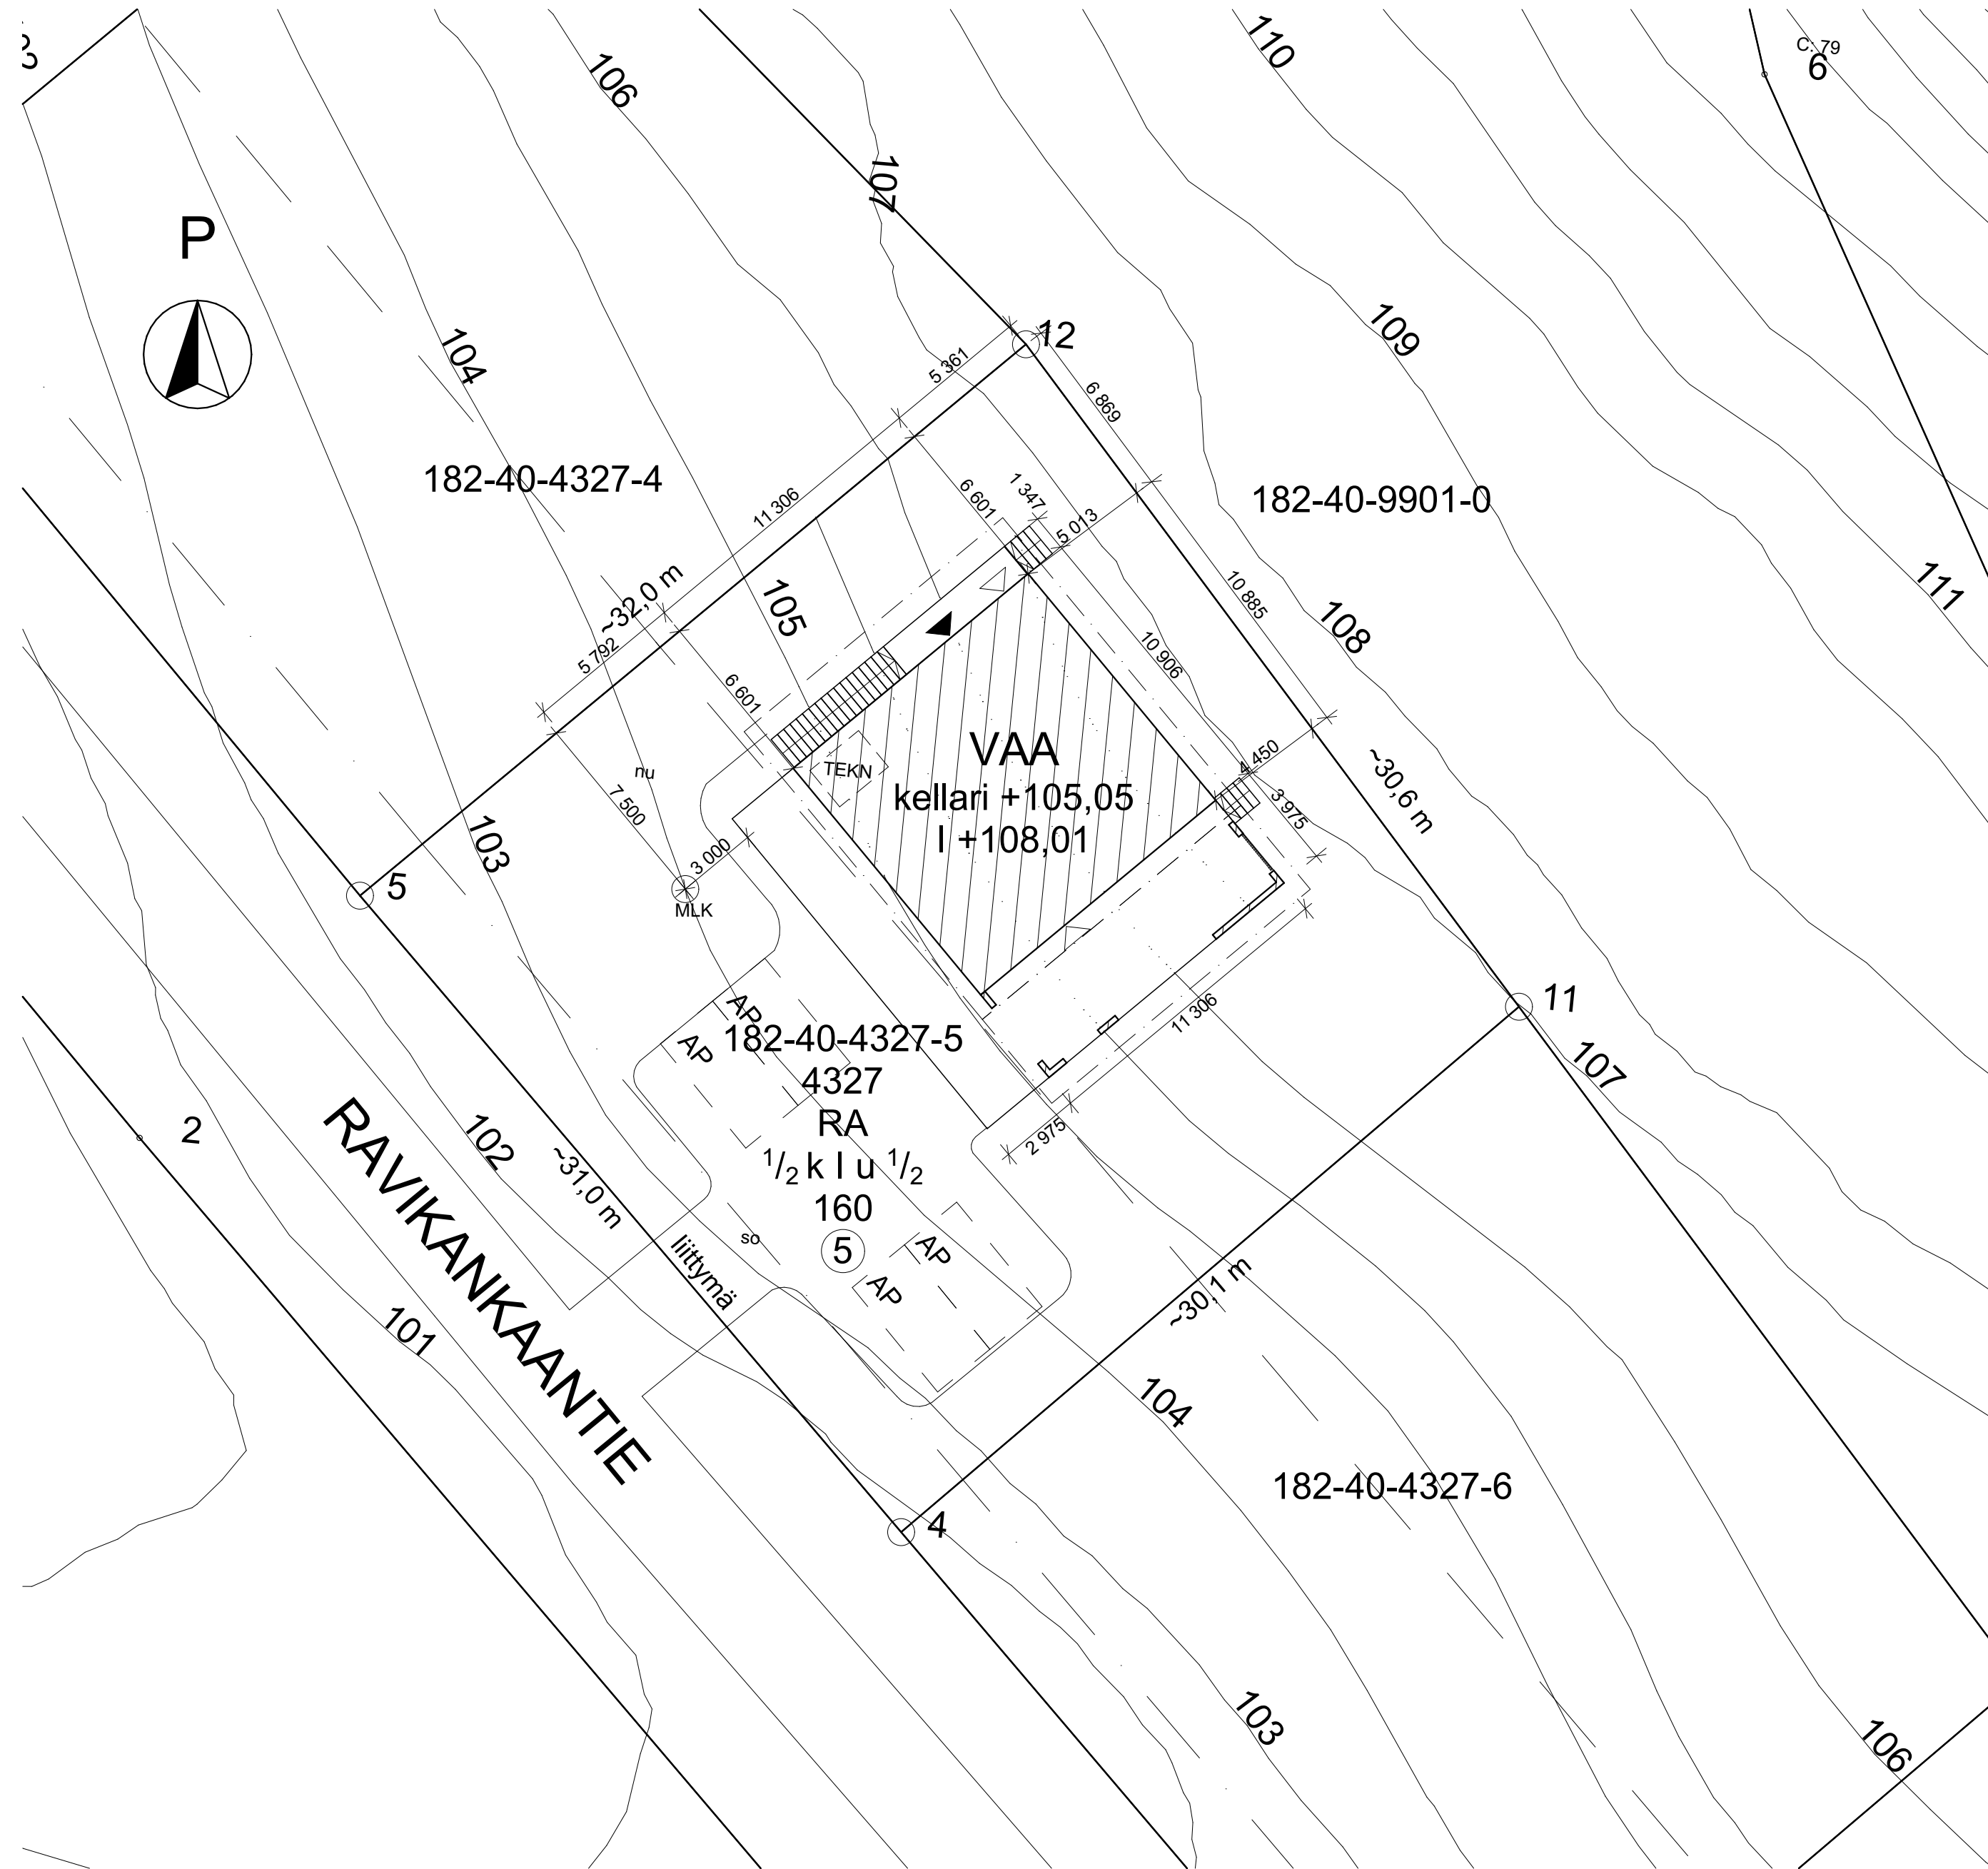 3
106
110
C: 79
6
107
P
12
104
109
5 361
6 869
182-40-4327-4
182-40-9901-0
11 306
6 601
1 347
5 013
~32,0 m
105
10 885
108
111
5 792
6 601
10 906
nu
TEKN
VAA
kellari +105,05
I +108,01
4 450
3 975
~30,6 m
7 500
3 000
103
5
MLK
11
11 306
AP
AP
182-40-4327-5
4327
RA
1/2 k I u 1/2
160
5
2 975
107
2
102
~31,0 m
RAVIKANKAANTIE
liittymä
so
AP
AP
~30,1 m
101
104
182-40-4327-6
4
103
106